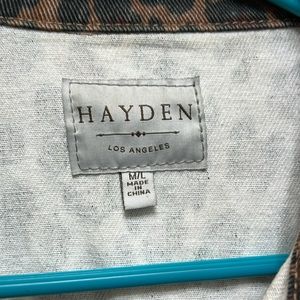 HAYDEN
LOS ANGELES
M/L
MADE
IN
CHINA